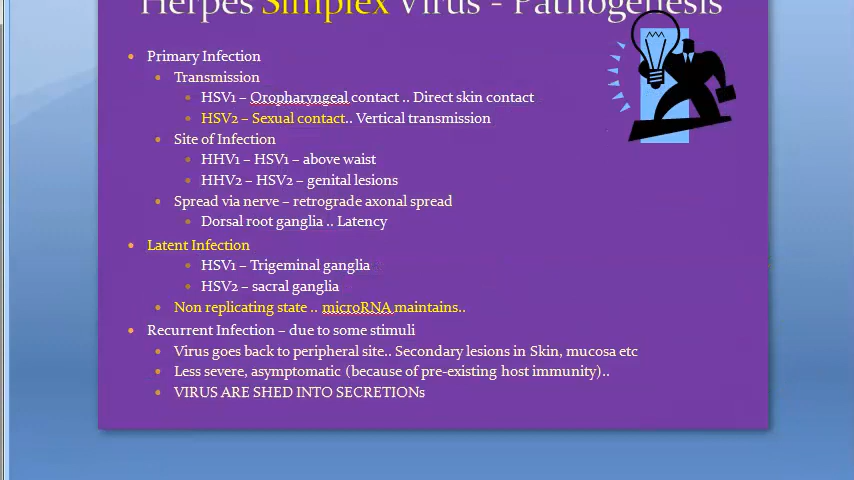 Herpes Simplex Virus - Pathogenesis
Primary Infection
Transmission
HSV1 – Oropharyngeal contact .. Direct skin contact
HSV2 – Sexual contact.. Vertical transmission
Site of Infection
HHV1 – HSV1 – above waist
HHV2 – HSV2 – genital lesions
Spread via nerve – retrograde axonal spread
Dorsal root ganglia .. Latency
Latent Infection
HSV1 – Trigeminal ganglia
HSV2 – sacral ganglia
Non replicating state .. microRNA maintains..
Recurrent Infection – due to some stimuli
Virus goes back to peripheral site.. Secondary lesions in Skin, mucosa etc
Less severe, asymptomatic (because of pre-existing host immunity)..
VIRUS ARE SHED INTO SECRETIONs